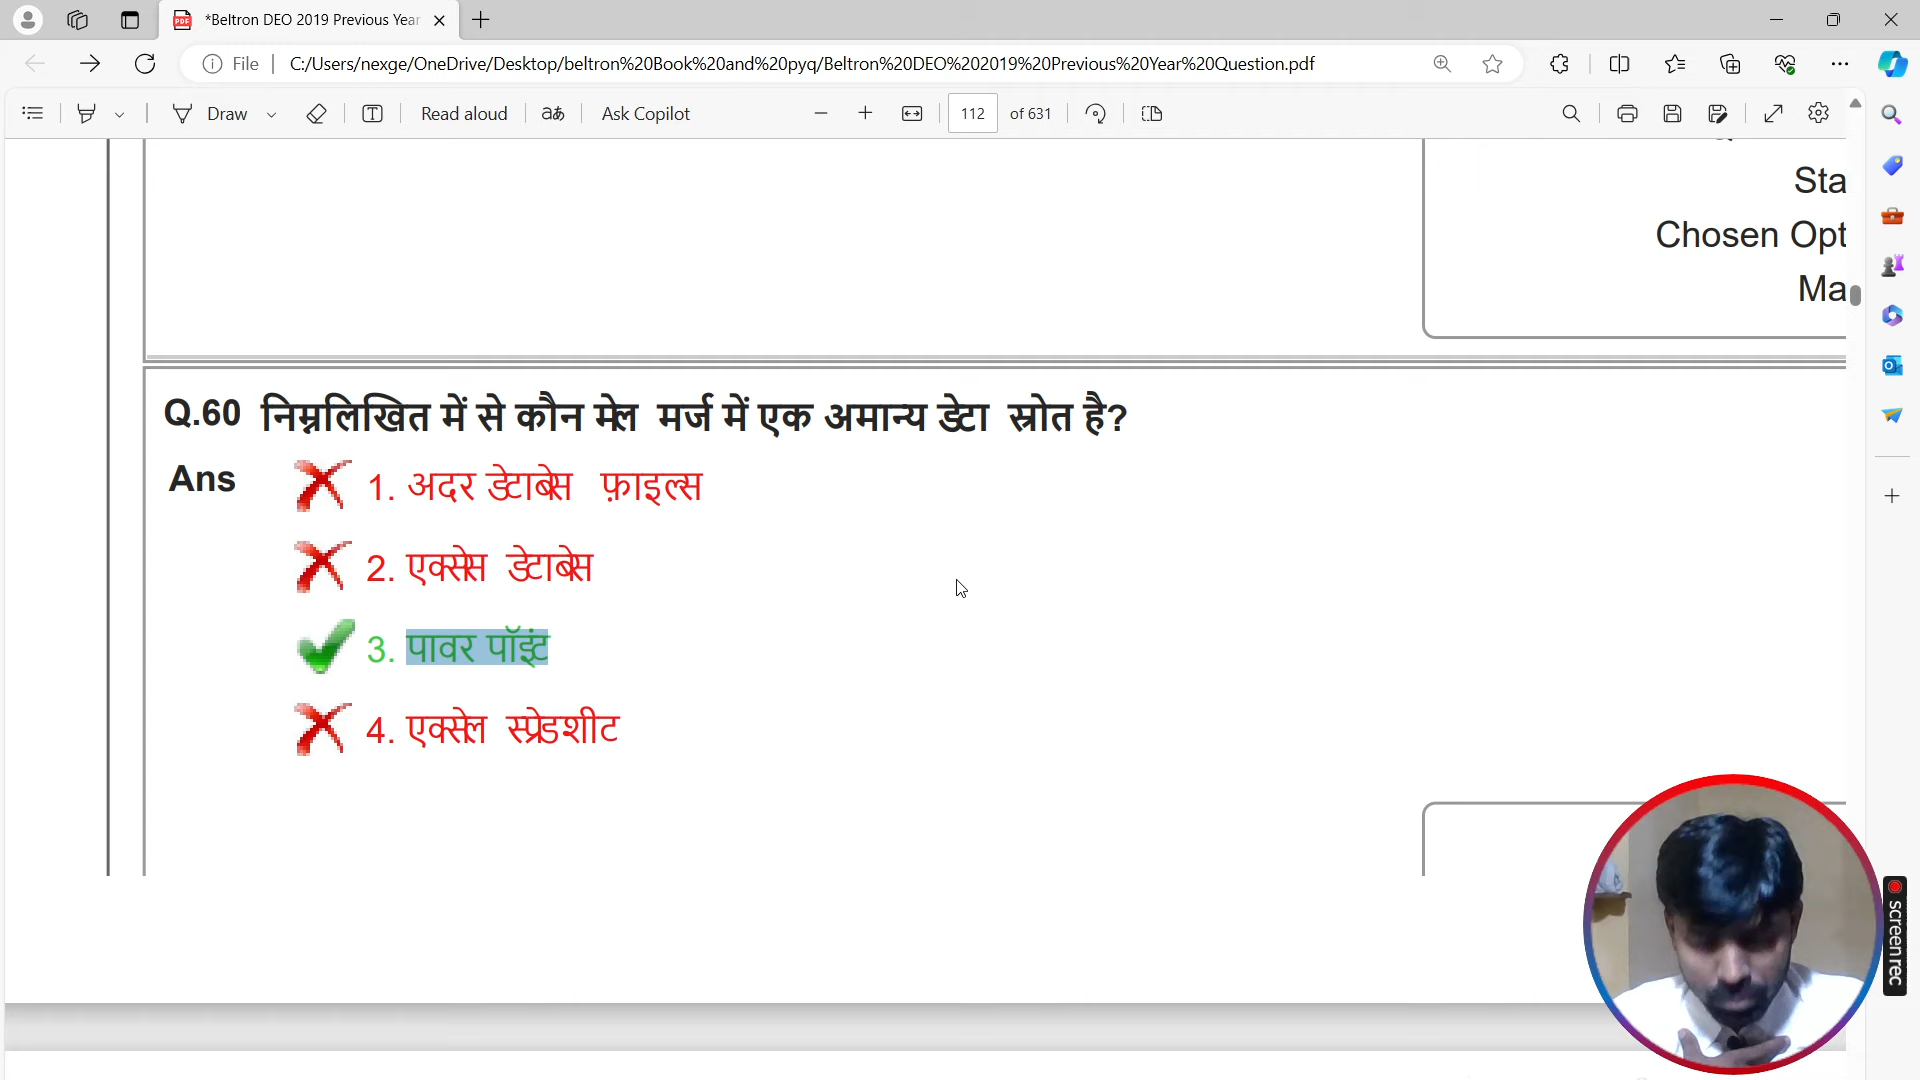 *Beltron DEO 2019 Previous Year
File
C:/Users/nexge/OneDrive/Desktop/beltron%20Book%20and%20pyq/Beltron%20DEO%202019%20Previous%20Year%20Question.pdf
Draw
Read aloud
aあ
Ask Copilot
112 of 631
Sta
Chosen Opt
Ma
Q.60 निम्नलिखित में से कौन मेल मर्ज में एक अमान्य डेटा स्रोत है?
Ans
1. अदर डेटाबेस फ़ाइल्स
2. एक्सेस डेटाबेस
3. पावर पॉइंट
4. एक्सेल स्प्रेडशीट
screenrec